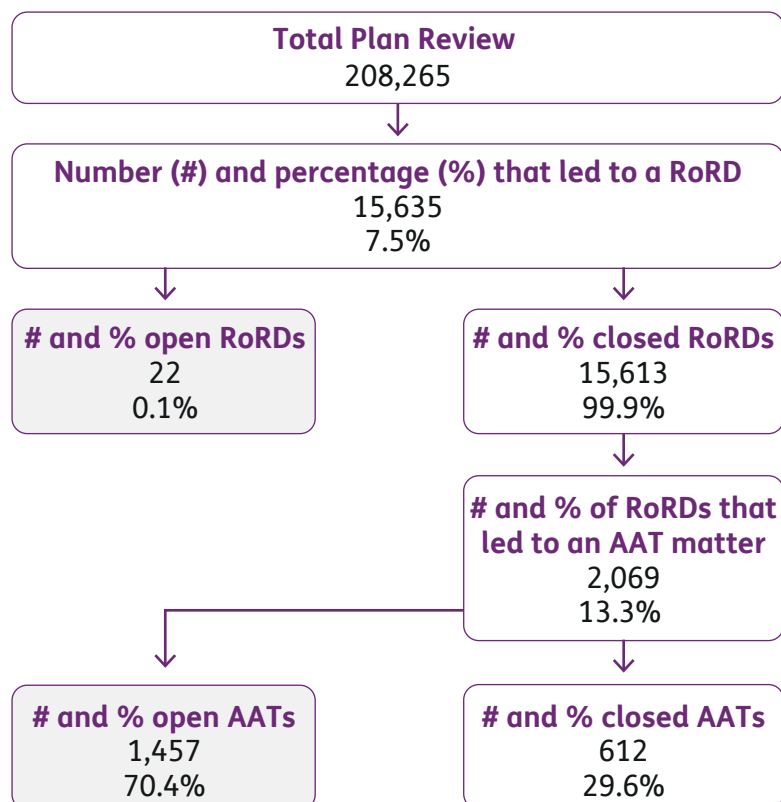 Total Plan Review
208,265
Number (#) and percentage (%) that led to a RoRD
15,635
7.5%
# and % open RoRDs
22
0.1%
# and % closed RoRDs
15,613
99.9%
# and % of RoRDs that
led to an AAT matter
2,069
13.3%
# and % open AATs
1,457
70.4%
# and % closed AATs
612
29.6%